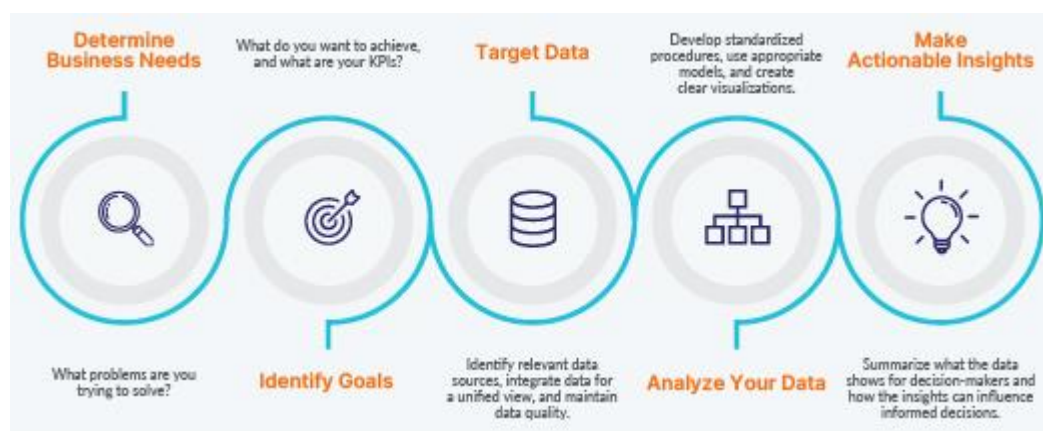 Determine
Business Needs
What problems are you
trying to solve?
What do you want to achieve,
and what are your KPIs?
Identify Goals
Target Data
Identify relevant data
sources, integrate data for
a unified view, and maintain
data quality.
Develop standardized
procedures, use appropriate
models, and create
clear visualizations.
Analyze Your Data
Make
Actionable Insights
Summarize what the data
shows for decision-makers and
how the insights can influence
informed decisions.